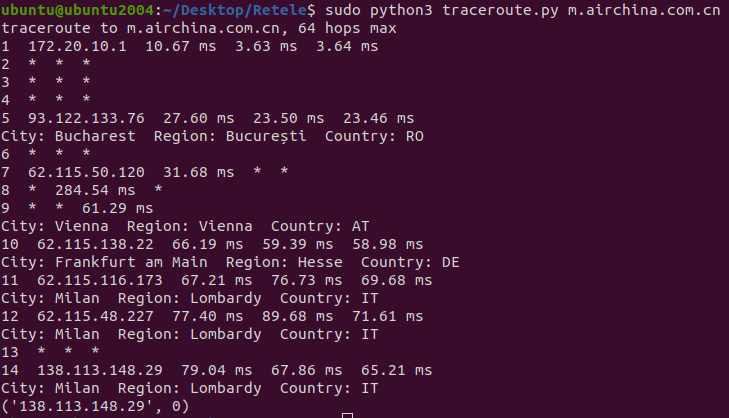 ubuntu@ubuntu2004:~/Desktop/Retele$ sudo python3 traceroute.py m.airchina.com.cn
traceroute to m.airchina.com.cn, 64 hops max
1  172.20.10.1  10.67 ms  3.63 ms  3.64 ms
2  *  *  *
3  *  *  *
4  *  *  *
5  93.122.133.76  27.60 ms  23.50 ms  23.46 ms
City: Bucharest  Region: București  Country: RO
6  *  *  *
7  62.115.50.120  31.68 ms  *  *
8  *  284.54 ms  *
9  *  *  61.29 ms
City: Vienna  Region: Vienna  Country: AT
10  62.115.138.22  66.19 ms  59.39 ms  58.98 ms
City: Frankfurt am Main  Region: Hesse  Country: DE
11  62.115.116.173  67.21 ms  76.73 ms  69.68 ms
City: Milan  Region: Lombardy  Country: IT
12  62.115.48.227  77.40 ms  89.68 ms  71.61 ms
City: Milan  Region: Lombardy  Country: IT
13  *  *  *
14  138.113.148.29  79.04 ms  67.86 ms  65.21 ms
City: Milan  Region: Lombardy  Country: IT
('138.113.148.29', 0)